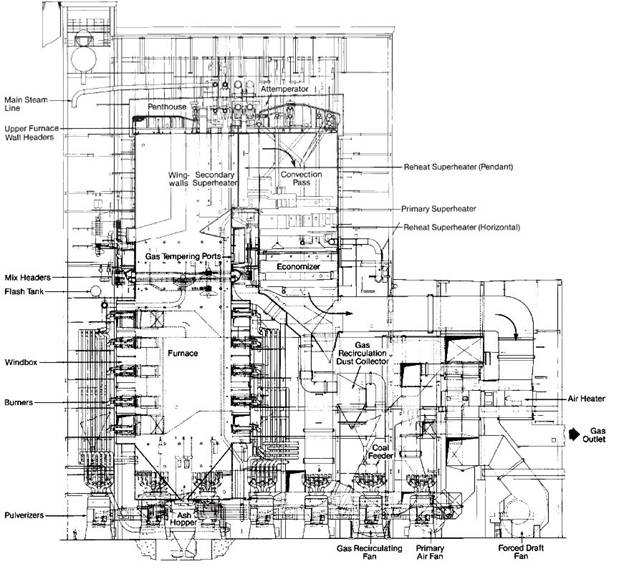 Main Steam
Line
Penthouse
Attemperator
Upper Furnace
Wall Headers
Reheat Superheater (Pendant)
Wing-
walls
Secondary
Superheater
Convection
Pass
Primary Superheater
Reheat Superheater (Horizontal)
Gas Tempering Ports
Economizer
Mix Headers
Flash Tank
Furnace
Gas
Recirculation
Dust Collector
Windbox
Burners
Air Heater
Gas
Outlet
Coal
Feeder
Pulverizers
Ash
Hopper
Gas Recirculating
Fan
Primary
Air Fan
Forced Draft
Fan